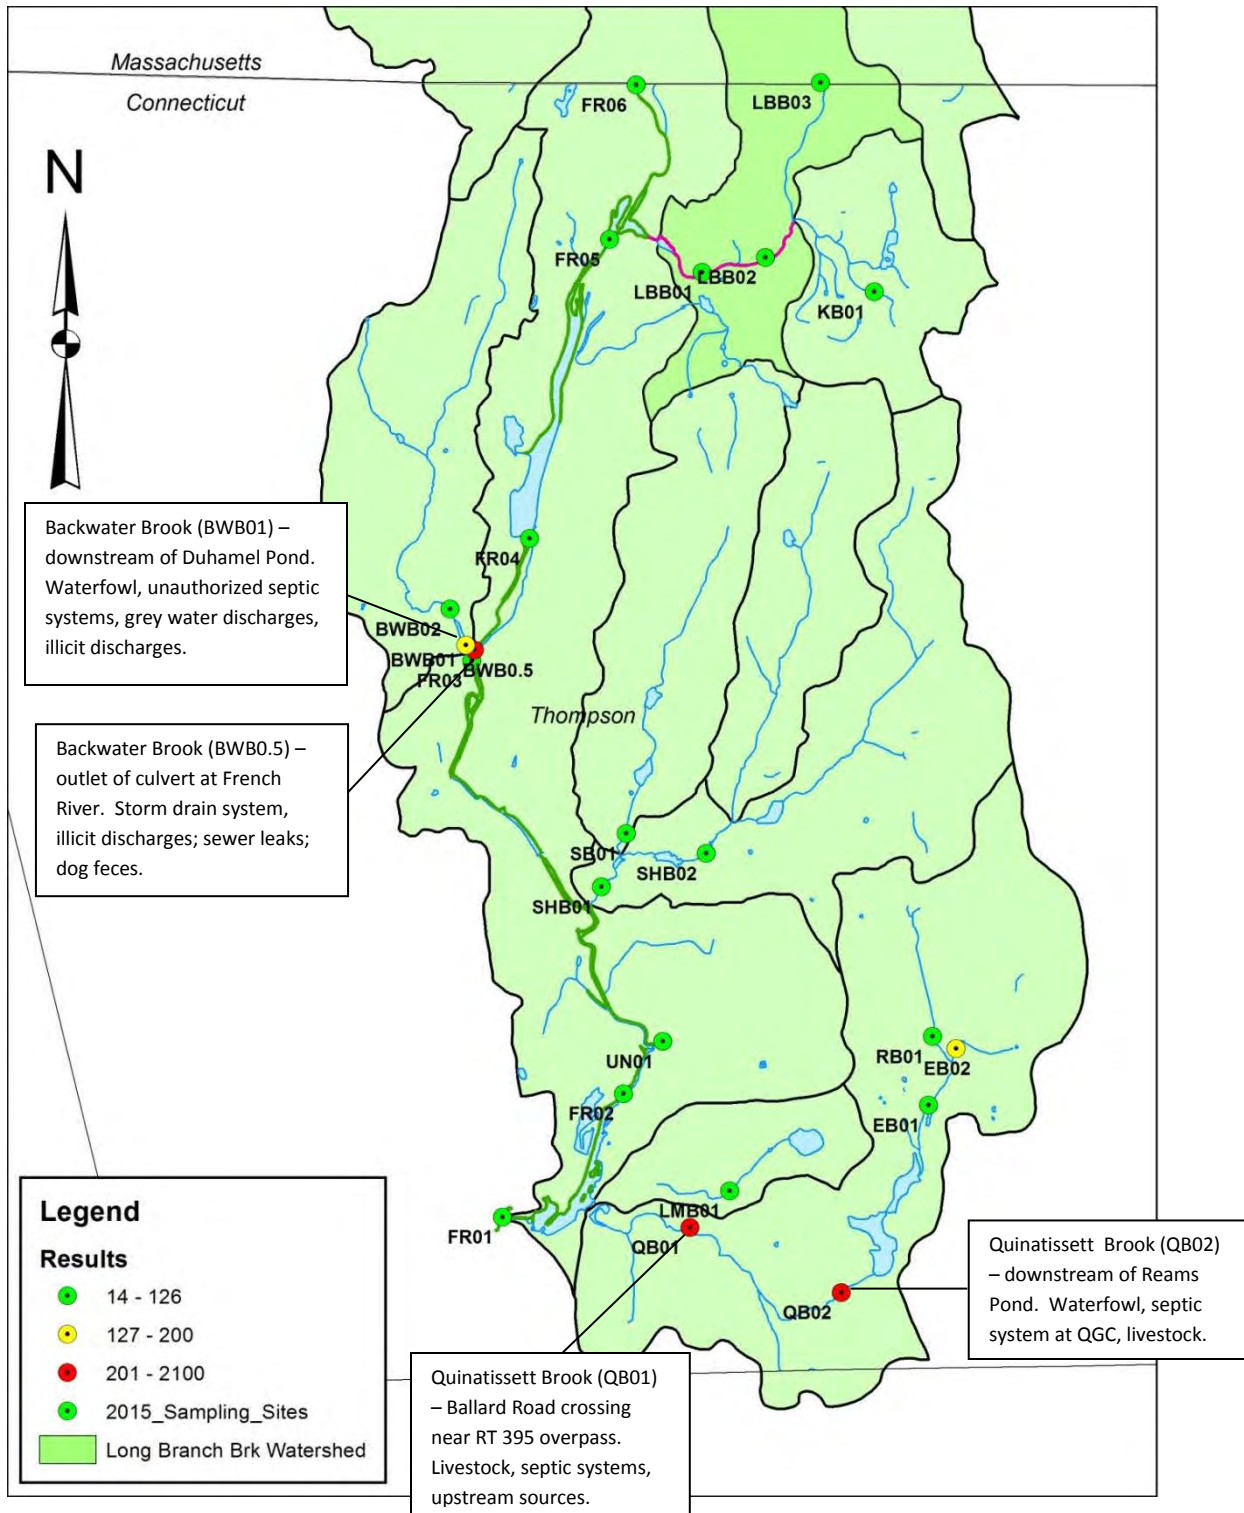 Massachusetts
Connecticut
N
FR06
LBB03
FR05
LBB01
LBB02
KB01
Backwater Brook (BWB01) –
downstream of Duhamel Pond.
Waterfowl, unauthorized septic
systems, grey water discharges,
illicit discharges.
FR04
BWB02
BWB01
BWB0.5
FR03
Thompson
Backwater Brook (BWB0.5) –
outlet of culvert at French
River. Storm drain system,
illicit discharges; sewer leaks;
dog feces.
SB01
SHB02
SHB01
UN01
RB01
EB02
FR02
EB01
LMB01
FR01
QB01
QB02
Quinatissett Brook (QB02)
– downstream of Reams
Pond. Waterfowl, septic
system at QGC, livestock.
Quinatissett Brook (QB01)
– Ballard Road crossing
near RT 395 overpass.
Livestock, septic systems,
upstream sources.
Legend
Results
14 - 126
127 - 200
201 - 2100
2015_Sampling_Sites
Long Branch Brk Watershed